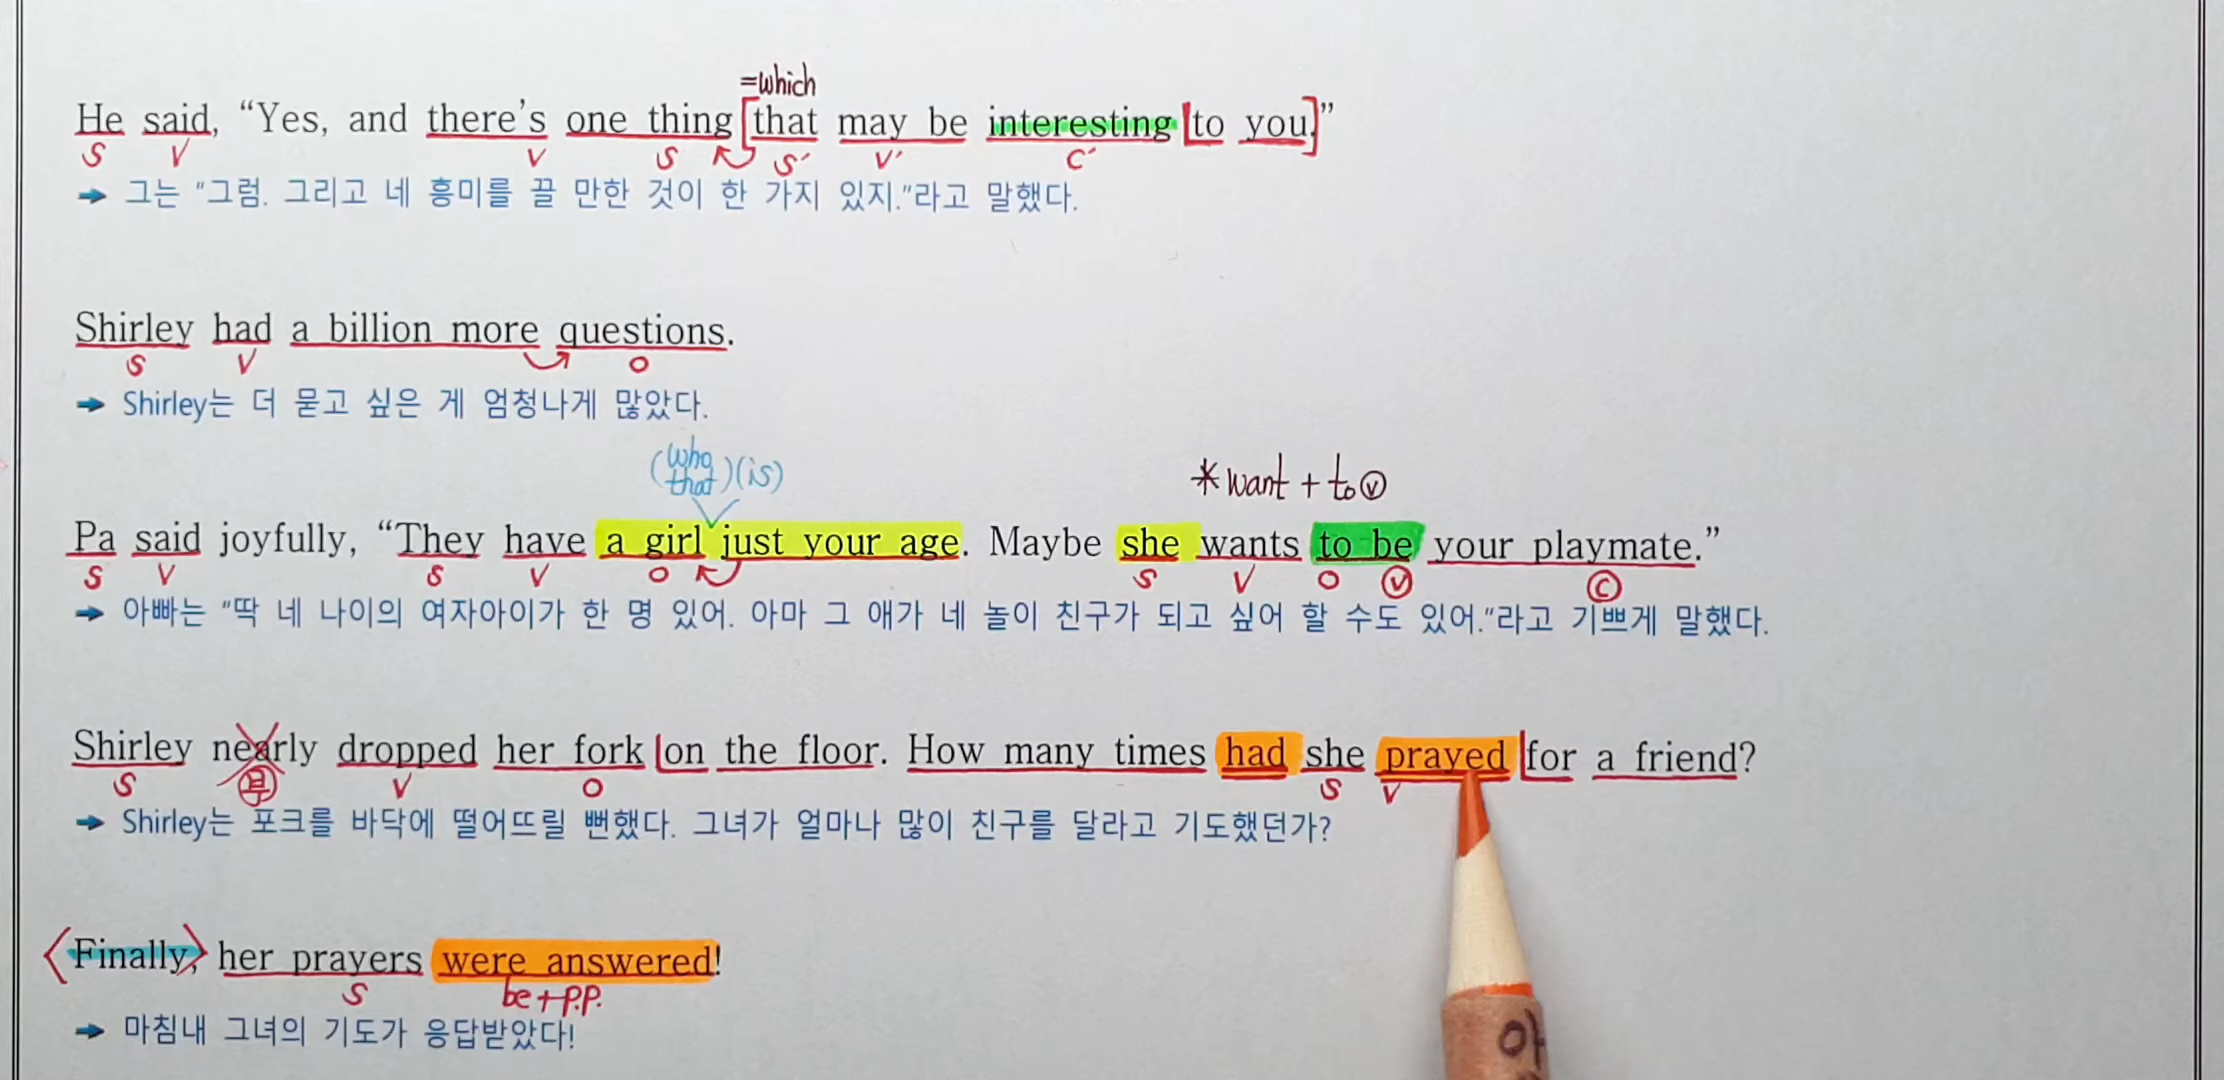 =which
He said, “Yes, and there’s one thing [that may be interesting [to you.]”
S V V S S′ V′ C′
➡ 그는 "그럼. 그리고 네 흥미를 끌 만한 것이 한 가지 있지."라고 말했다.
Shirley had a billion more questions.
S V O
➡ Shirley는 더 묻고 싶은 게 엄청나게 많았다.
(who that) (is) *want + to ⓥ
Pa said joyfully, “They have a girl just your age. Maybe she wants to be your playmate.”
S V S V O S V O ⓥ ⓒ
➡ 아빠는 "딱 네 나이의 여자아이가 한 명 있어. 아마 그 애가 네 놀이 친구가 되고 싶어 할 수도 있어."라고 기쁘게 말했다.
Shirley nearly dropped her fork [on the floor. How many times had she prayed [for a friend?
S 부 V O S V
➡ Shirley는 포크를 바닥에 떨어뜨릴 뻔했다. 그녀가 얼마나 많이 친구를 달라고 기도했던가?
<Finally,> her prayers were answered!
S be+P.P.
➡ 마침내 그녀의 기도가 응답받았다!